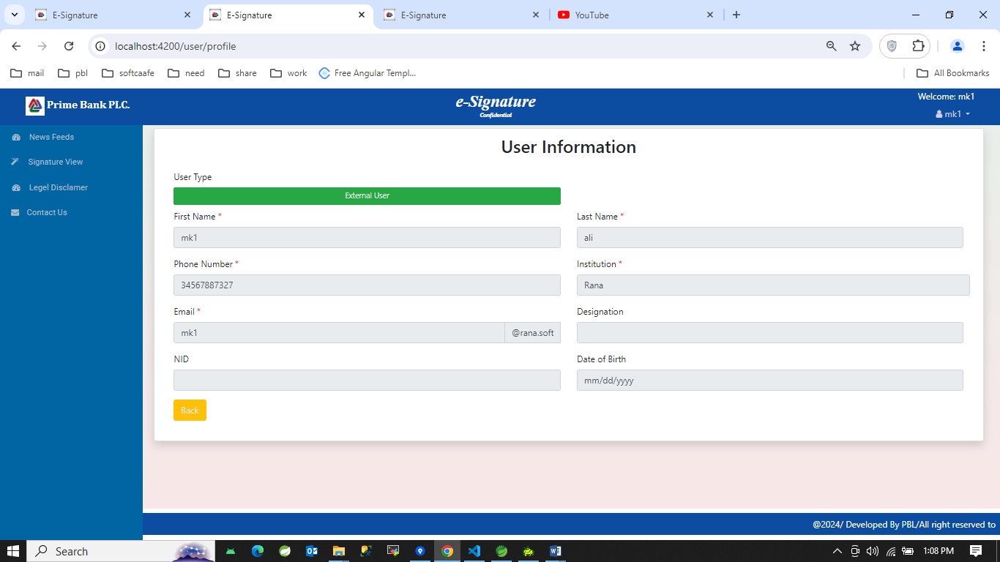 E-Signature
E-Signature
E-Signature
YouTube
localhost:4200/user/profile
mail
pbl
softcaafe
need
share
work
Free Angular Templ...
All Bookmarks
Prime Bank PLC.
e-Signature
Confidential
Welcome: mk1
mk1
News Feeds
Signature View
Legel Disclamer
Contact Us
User Information
User Type
External User
First Name *
Last Name *
mk1
ali
Phone Number *
Institution *
34567887327
Rana
Email *
Designation
mk1
@rana.soft
NID
Date of Birth
mm/dd/yyyy
Back
@2024/ Developed By PBL/All right reserved to
Search
1:08 PM